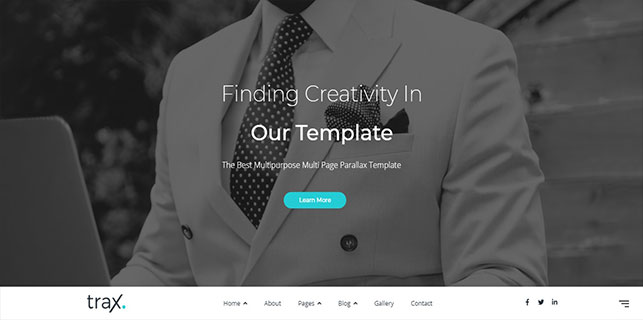 Finding Creativity In
Our Template
The Best Multipurpose Multi Page Parallax Template
Learn More
traX.
Home About Pages Blog Gallery Contact